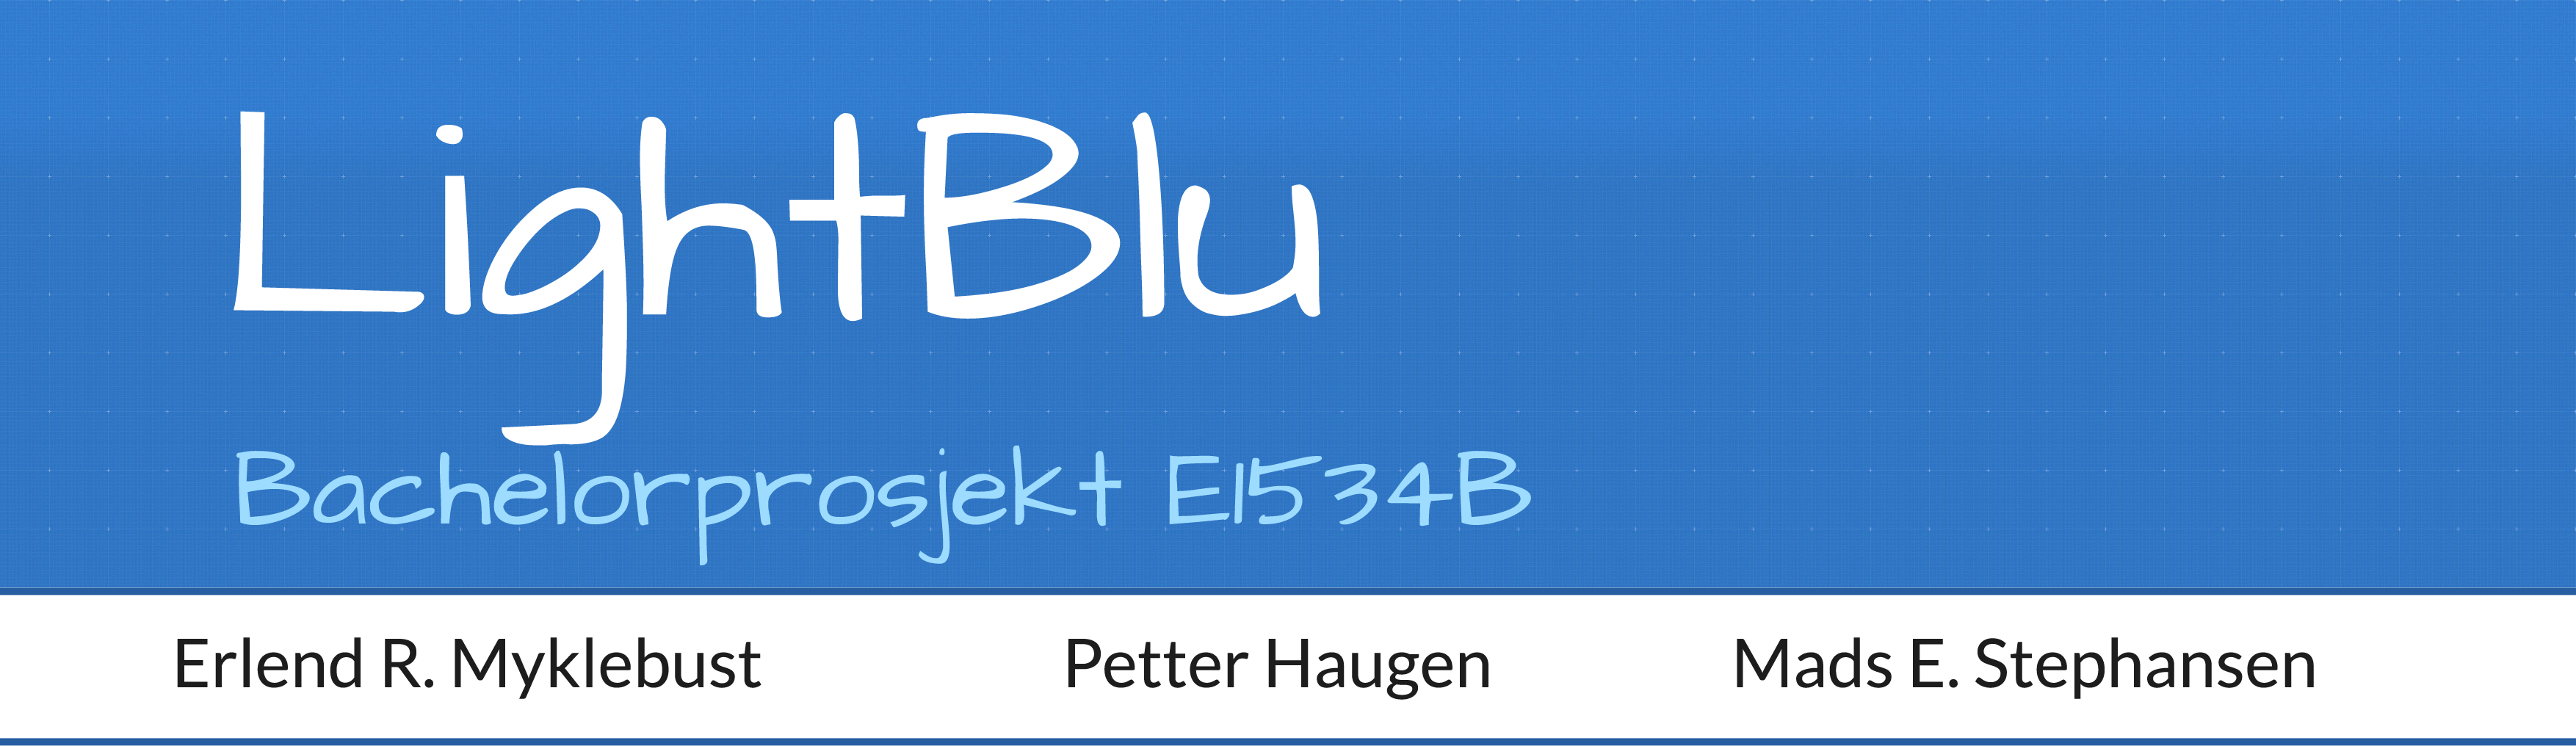 LightBlu
Bachelorprosjekt E1534B
Erlend R. Myklebust Petter Haugen Mads E. Stephansen